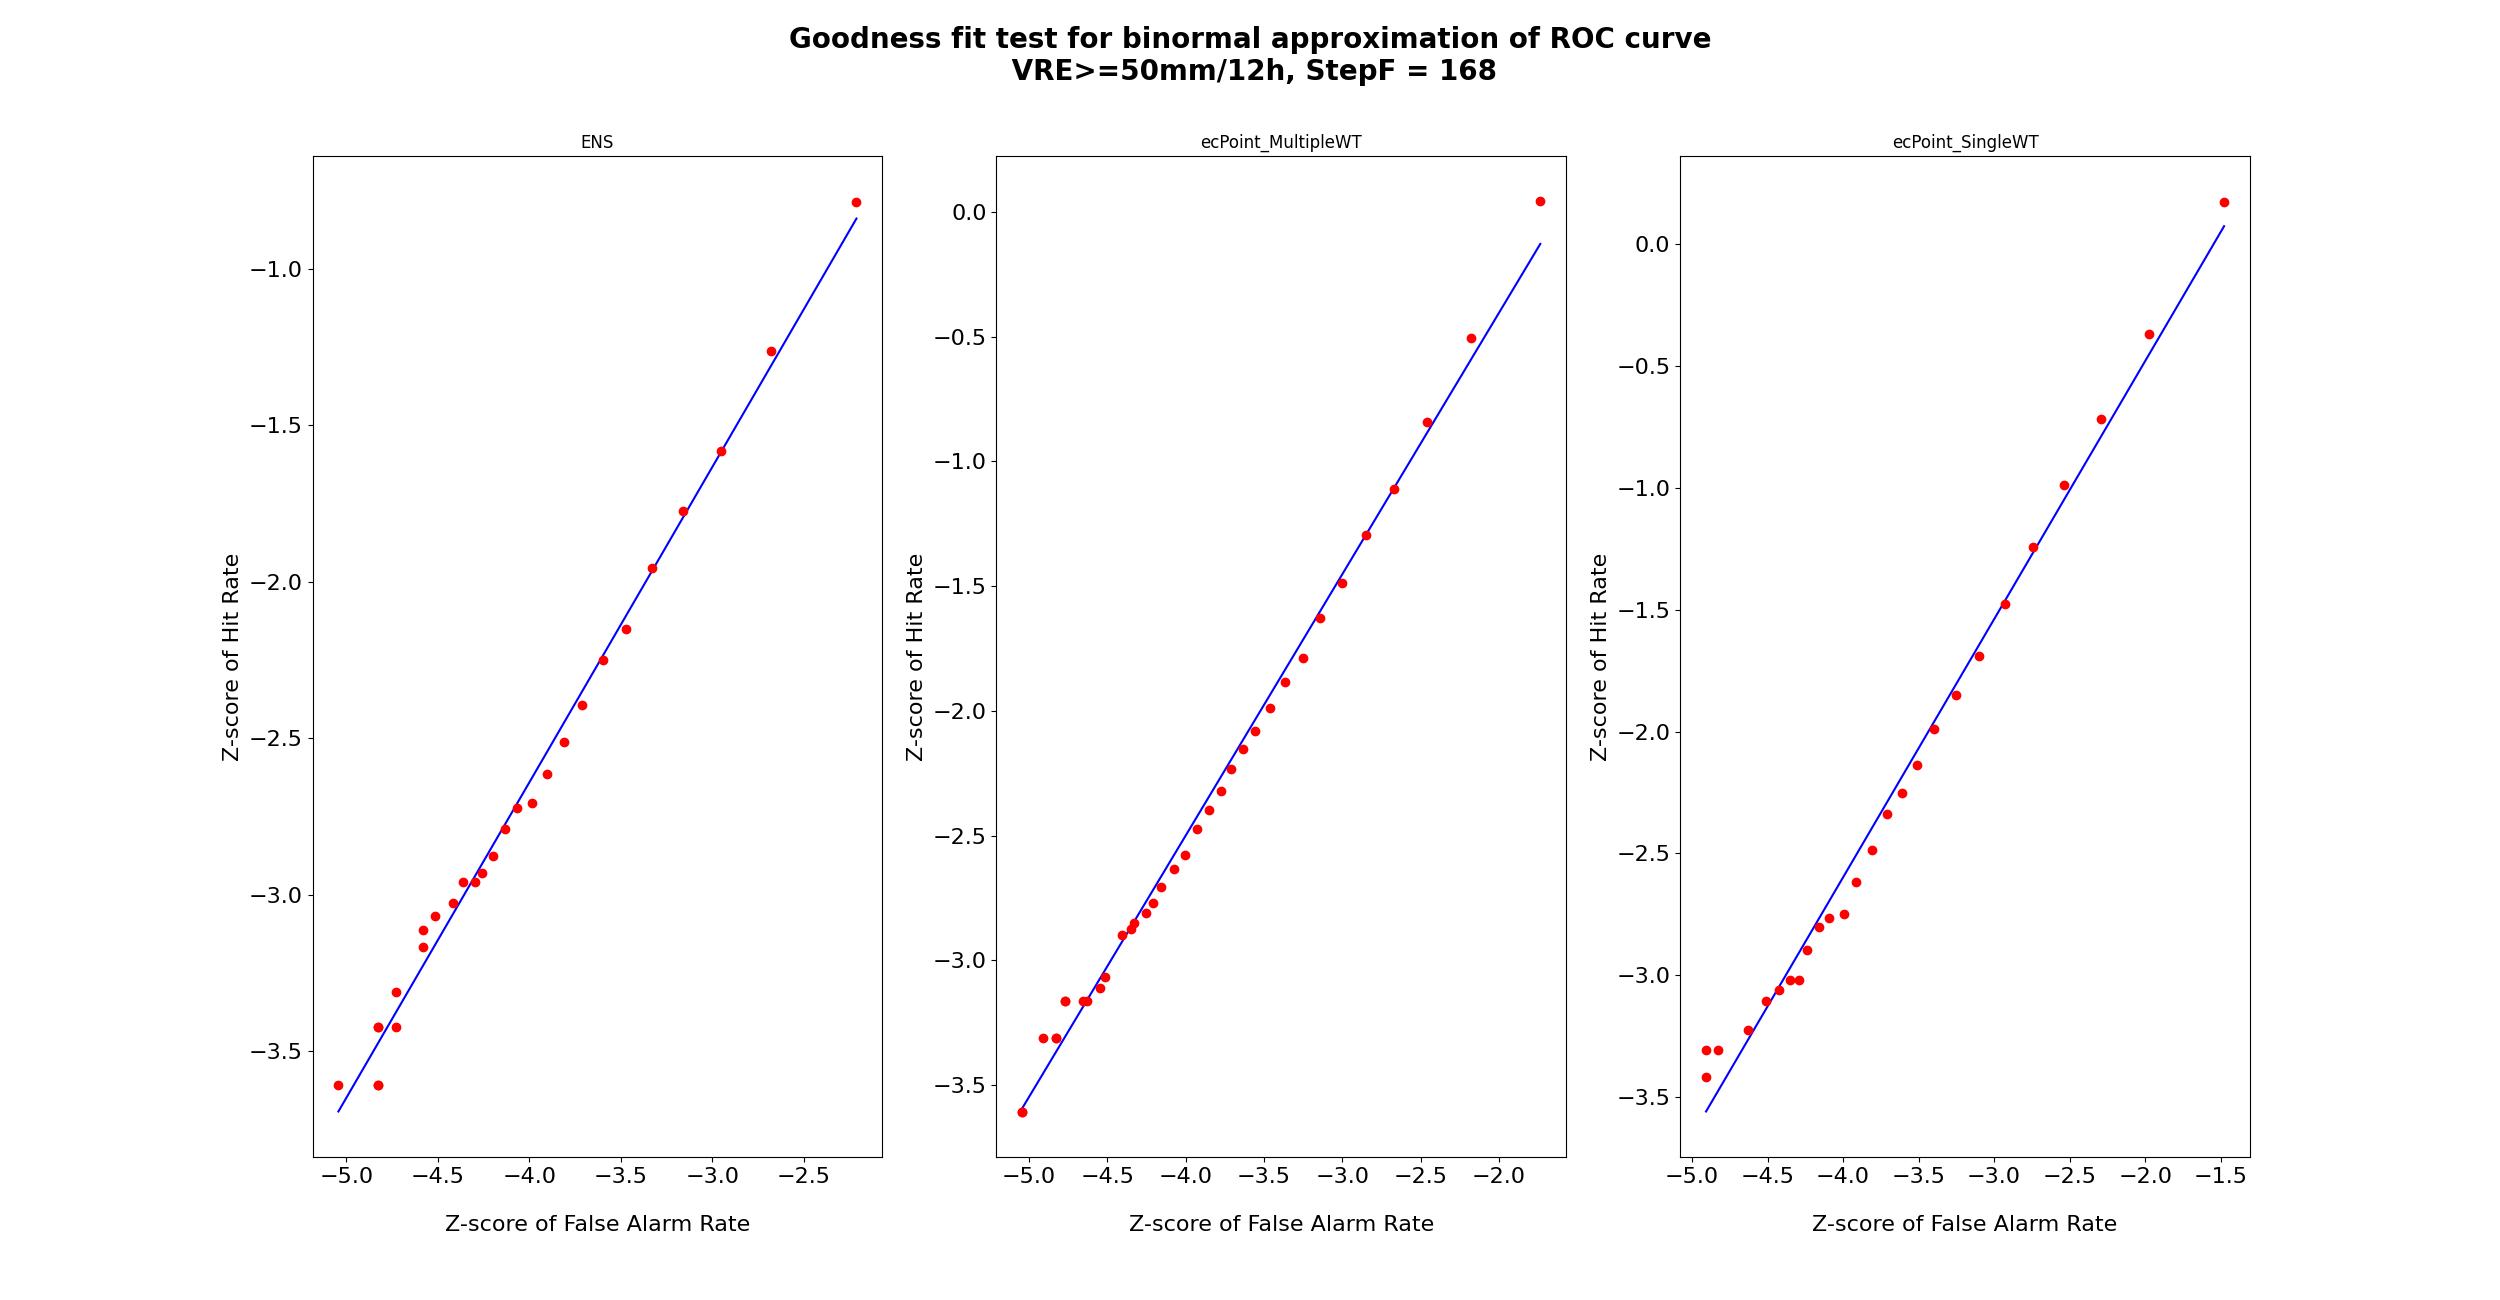 Goodness fit test for binormal approximation of ROC curve
VRE>=50mm/12h, StepF = 168
ENS
Z-score of Hit Rate
−1.0
−1.5
−2.0
−2.5
−3.0
−3.5
−5.0 −4.5 −4.0 −3.5 −3.0 −2.5
Z-score of False Alarm Rate
ecPoint_MultipleWT
Z-score of Hit Rate
0.0
−0.5
−1.0
−1.5
−2.0
−2.5
−3.0
−3.5
−5.0 −4.5 −4.0 −3.5 −3.0 −2.5 −2.0
Z-score of False Alarm Rate
ecPoint_SingleWT
Z-score of Hit Rate
0.0
−0.5
−1.0
−1.5
−2.0
−2.5
−3.0
−3.5
−5.0 −4.5 −4.0 −3.5 −3.0 −2.5 −2.0 −1.5
Z-score of False Alarm Rate